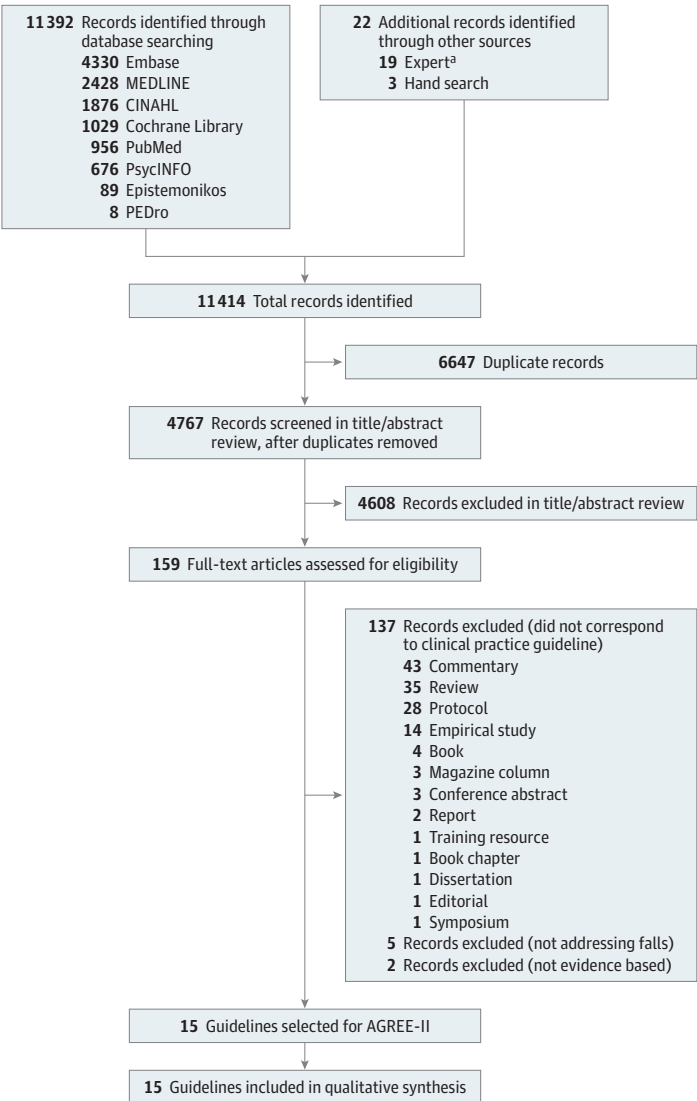 11392 Records identified through
database searching
4330 Embase
2428 MEDLINE
1876 CINAHL
1029 Cochrane Library
956 PubMed
676 PsycINFO
89 Epistemonikos
8 PEDro
22 Additional records identified
through other sources
19 Experta
3 Hand search
11414 Total records identified
6647 Duplicate records
4767 Records screened in title/abstract
review, after duplicates removed
4608 Records excluded in title/abstract review
159 Full-text articles assessed for eligibility
137 Records excluded (did not correspond
to clinical practice guideline)
43 Commentary
35 Review
28 Protocol
14 Empirical study
4 Book
3 Magazine column
3 Conference abstract
2 Report
1 Training resource
1 Book chapter
1 Dissertation
1 Editorial
1 Symposium
5 Records excluded (not addressing falls)
2 Records excluded (not evidence based)
15 Guidelines selected for AGREE-II
15 Guidelines included in qualitative synthesis